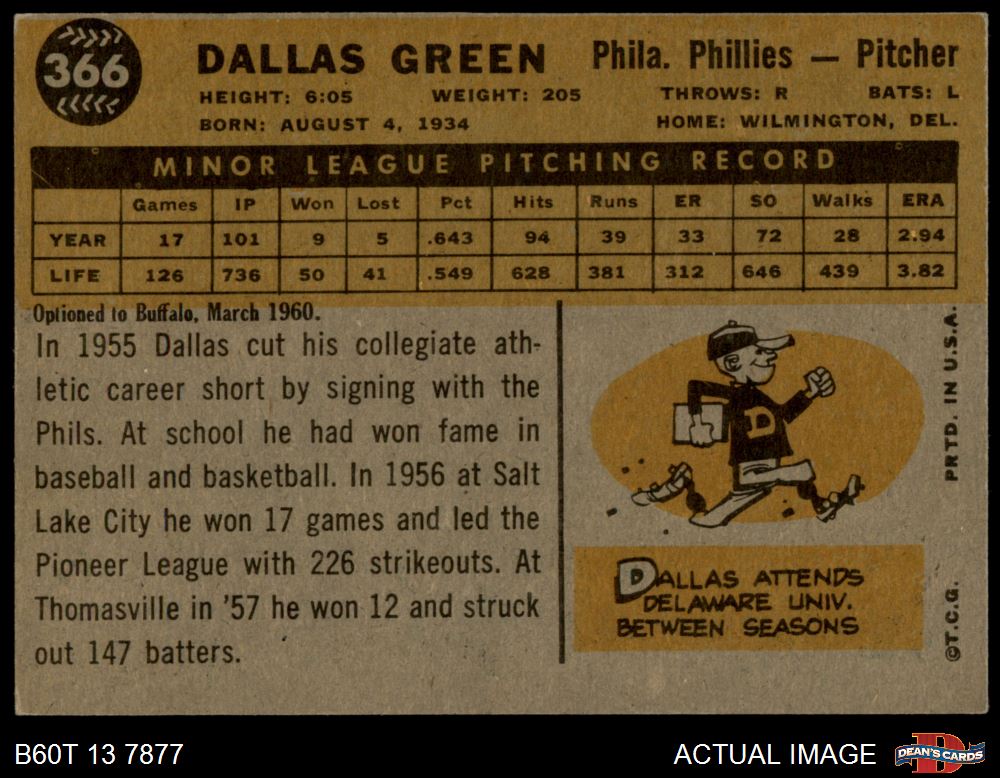 366
DALLAS GREEN
Phila. Phillies — Pitcher
HEIGHT: 6:05 WEIGHT: 205 THROWS: R BATS: L
BORN: AUGUST 4, 1934 HOME: WILMINGTON, DEL.
MINOR LEAGUE PITCHING RECORD
Games IP Won Lost Pct Hits Runs ER SO Walks ERA
YEAR 17 101 9 5 .643 94 39 33 72 28 2.94
LIFE 126 736 50 41 .549 628 381 312 646 439 3.82
Optioned to Buffalo, March 1960.
In 1955 Dallas cut his collegiate ath-
letic career short by signing with the
Phils. At school he had won fame in
baseball and basketball. In 1956 at Salt
Lake City he won 17 games and led the
Pioneer League with 226 strikeouts. At
Thomasville in '57 he won 12 and struck
out 147 batters.
D
DALLAS ATTENDS
DELAWARE UNIV.
BETWEEN SEASONS
©T.C.G. PRTD. IN U.S.A.
B60T 13 7877
ACTUAL IMAGE
D
DEAN'S CARDS